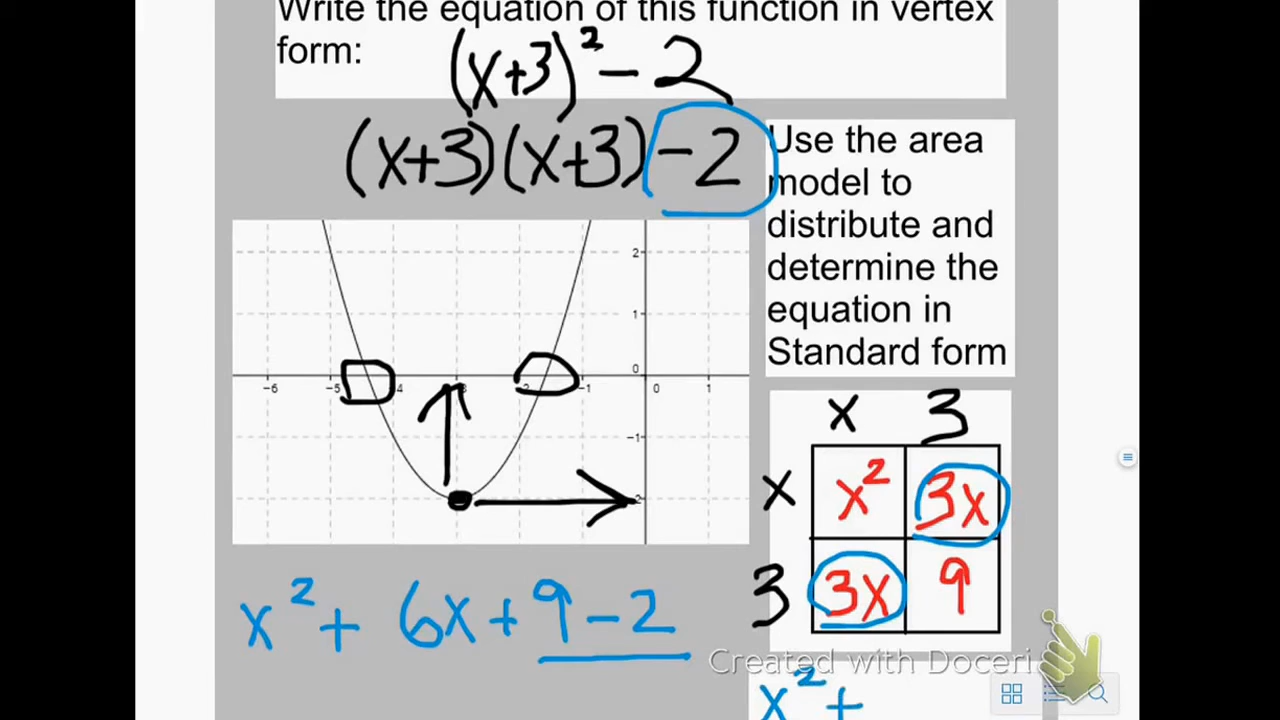 Write the equation of this function in vertex
form: (x+3)² - 2
(x+3)(x+3) - 2
Use the area
model to
distribute and
determine the
equation in
Standard form
2
1
0
-6 -5 4 3 2 -1 0 1
-1
2
x 3
x x² 3x
3 3x 9
x² + 6x + 9 - 2
Created with Doceri
x² +